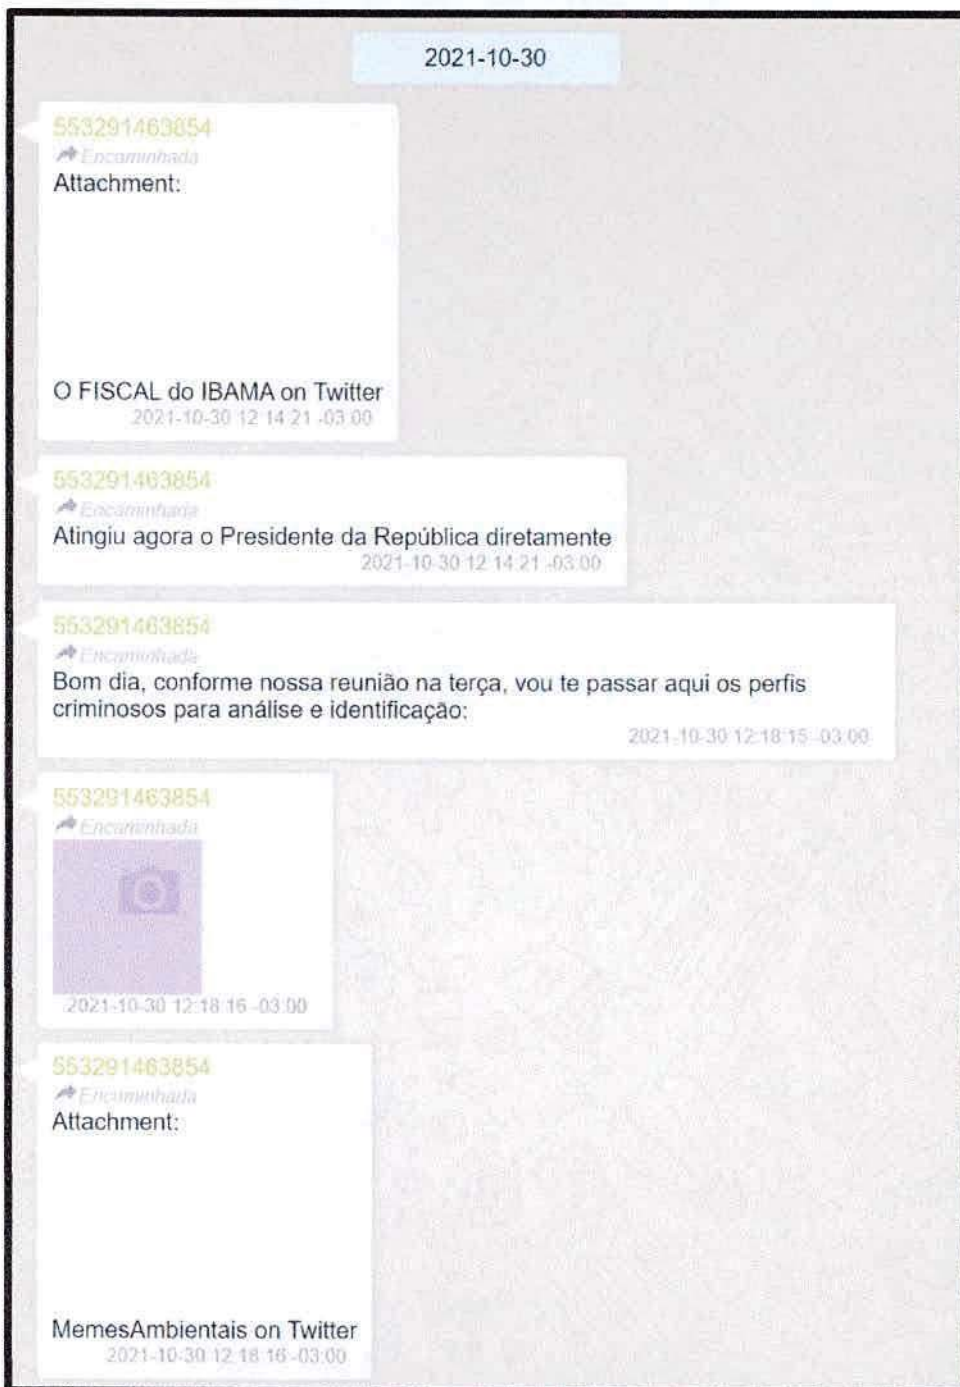 2021-10-30
553291463854
Encaminhada
Attachment:
O FISCAL do IBAMA on Twitter
2021-10-30 12:14:21 -03:00
553291463854
Encaminhada
Atingiu agora o Presidente da República diretamente
2021-10-30 12:14:21 -03:00
553291463854
Encaminhada
Bom dia, conforme nossa reunião na terça, vou te passar aqui os perfis
criminosos para análise e identificação:
2021-10-30 12:18:15 -03:00
553291463854
Encaminhada
2021-10-30 12:18:16 -03:00
553291463854
Encaminhada
Attachment:
MemesAmbientais on Twitter
2021-10-30 12:18:16 -03:00